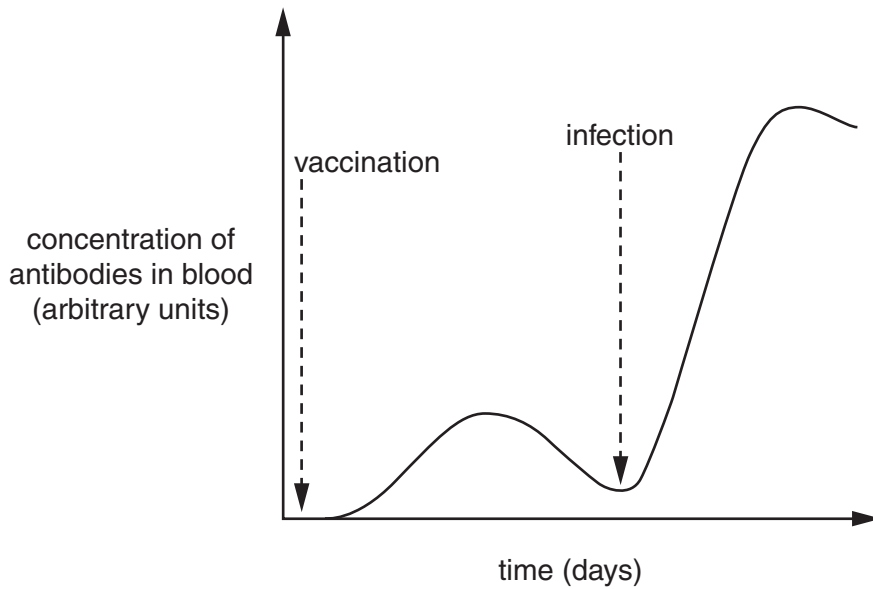 infection
vaccination
concentration of
antibodies in blood
(arbitrary units)
time (days)